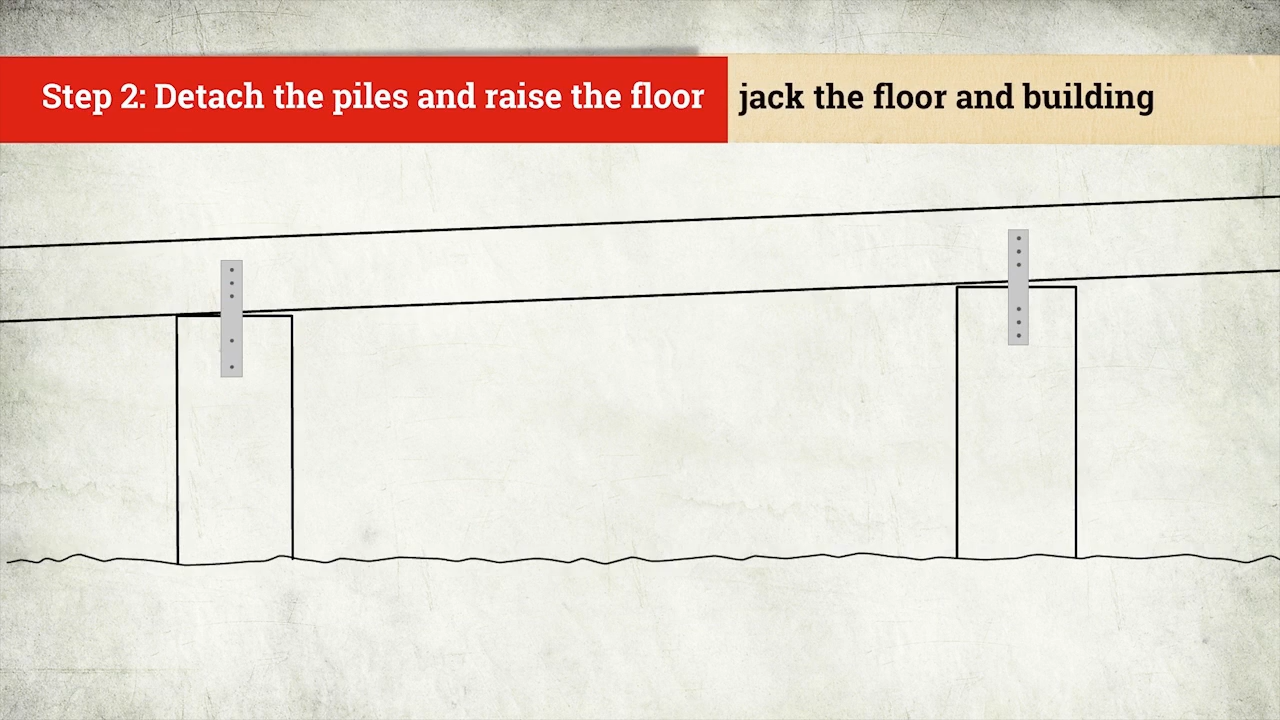 Step 2: Detach the piles and raise the floor jack the floor and building